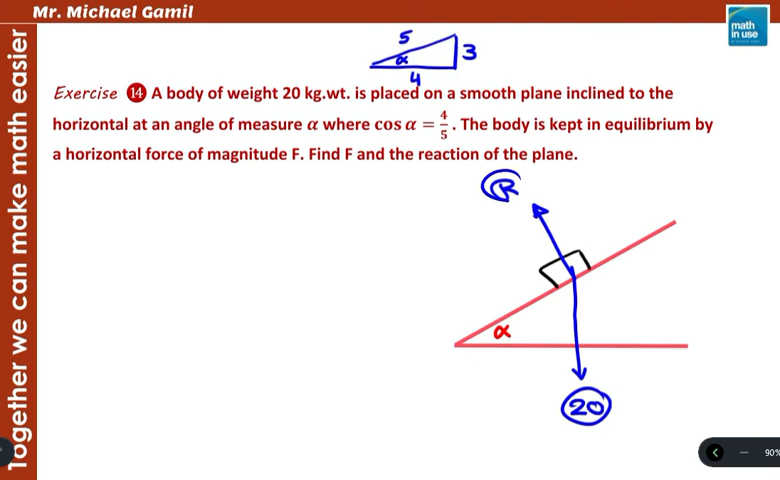 Mr. Michael Gamil
math
in use
Together we can make math easier
5
3
α
4
Exercise 14 A body of weight 20 kg.wt. is placed on a smooth plane inclined to the
horizontal at an angle of measure α where cos α = 4/5 . The body is kept in equilibrium by
a horizontal force of magnitude F. Find F and the reaction of the plane.
R
α
20
90%